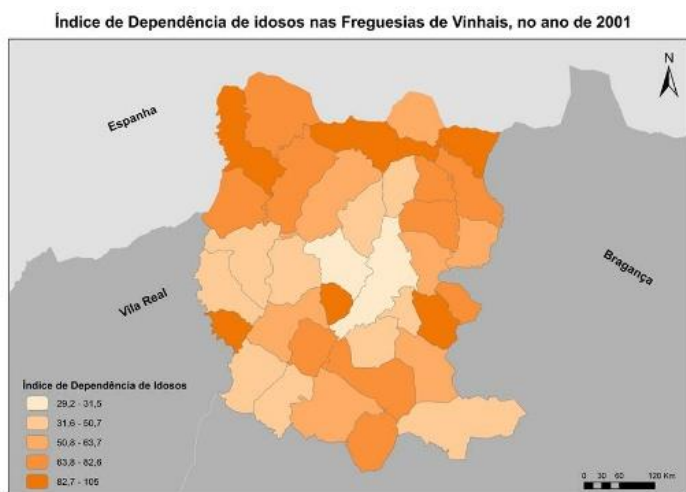 Índice de Dependência de idosos nas Freguesias de Vinhais, no ano de 2001
N
Espanha
Bragança
Vila Real
Índice de Dependência de Idosos
29,2 - 31,5
31,6 - 50,7
50,8 - 63,7
63,8 - 82,6
82,7 - 105
0 30 60 120 Km